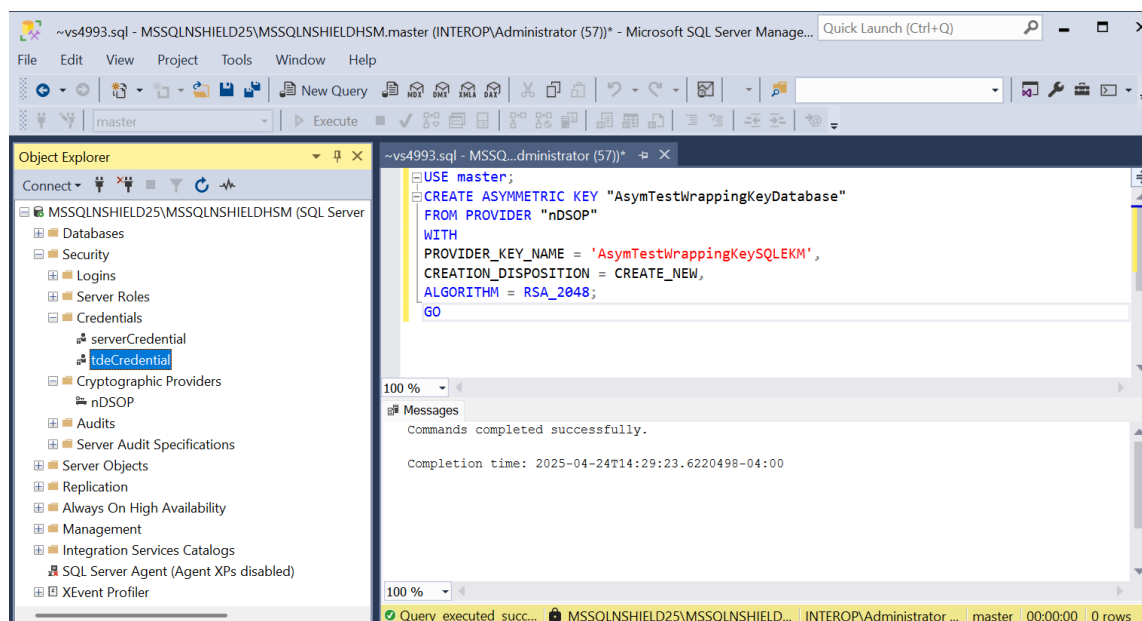 ~vs4993.sql - MSSQLNSHIELD25\MSSQLNSHIELDHSM.master (INTEROP\Administrator (57))* - Microsoft SQL Server Manage...
Quick Launch (Ctrl+Q)
File Edit View Project Tools Window Help
New Query
MDX DMX XMLA DAX
master
Execute
Object Explorer
Connect
MSSQLNSHIELD25\MSSQLNSHIELDHSM (SQL Server
Databases
Security
Logins
Server Roles
Credentials
serverCredential
tdeCredential
Cryptographic Providers
nDSOP
Audits
Server Audit Specifications
Server Objects
Replication
Always On High Availability
Management
Integration Services Catalogs
SQL Server Agent (Agent XPs disabled)
XEvent Profiler
~vs4993.sql - MSSQ...dministrator (57))*
USE master;
CREATE ASYMMETRIC KEY "AsymTestWrappingKeyDatabase"
FROM PROVIDER "nDSOP"
WITH
PROVIDER_KEY_NAME = 'AsymTestWrappingKeySQLEKM',
CREATION_DISPOSITION = CREATE_NEW,
ALGORITHM = RSA_2048;
GO
100 %
Messages
Commands completed successfully.
Completion time: 2025-04-24T14:29:23.6220498-04:00
100 %
Query executed succ... MSSQLNSHIELD25\MSSQLNSHIELD... INTEROP\Administrator ... master 00:00:00 0 rows